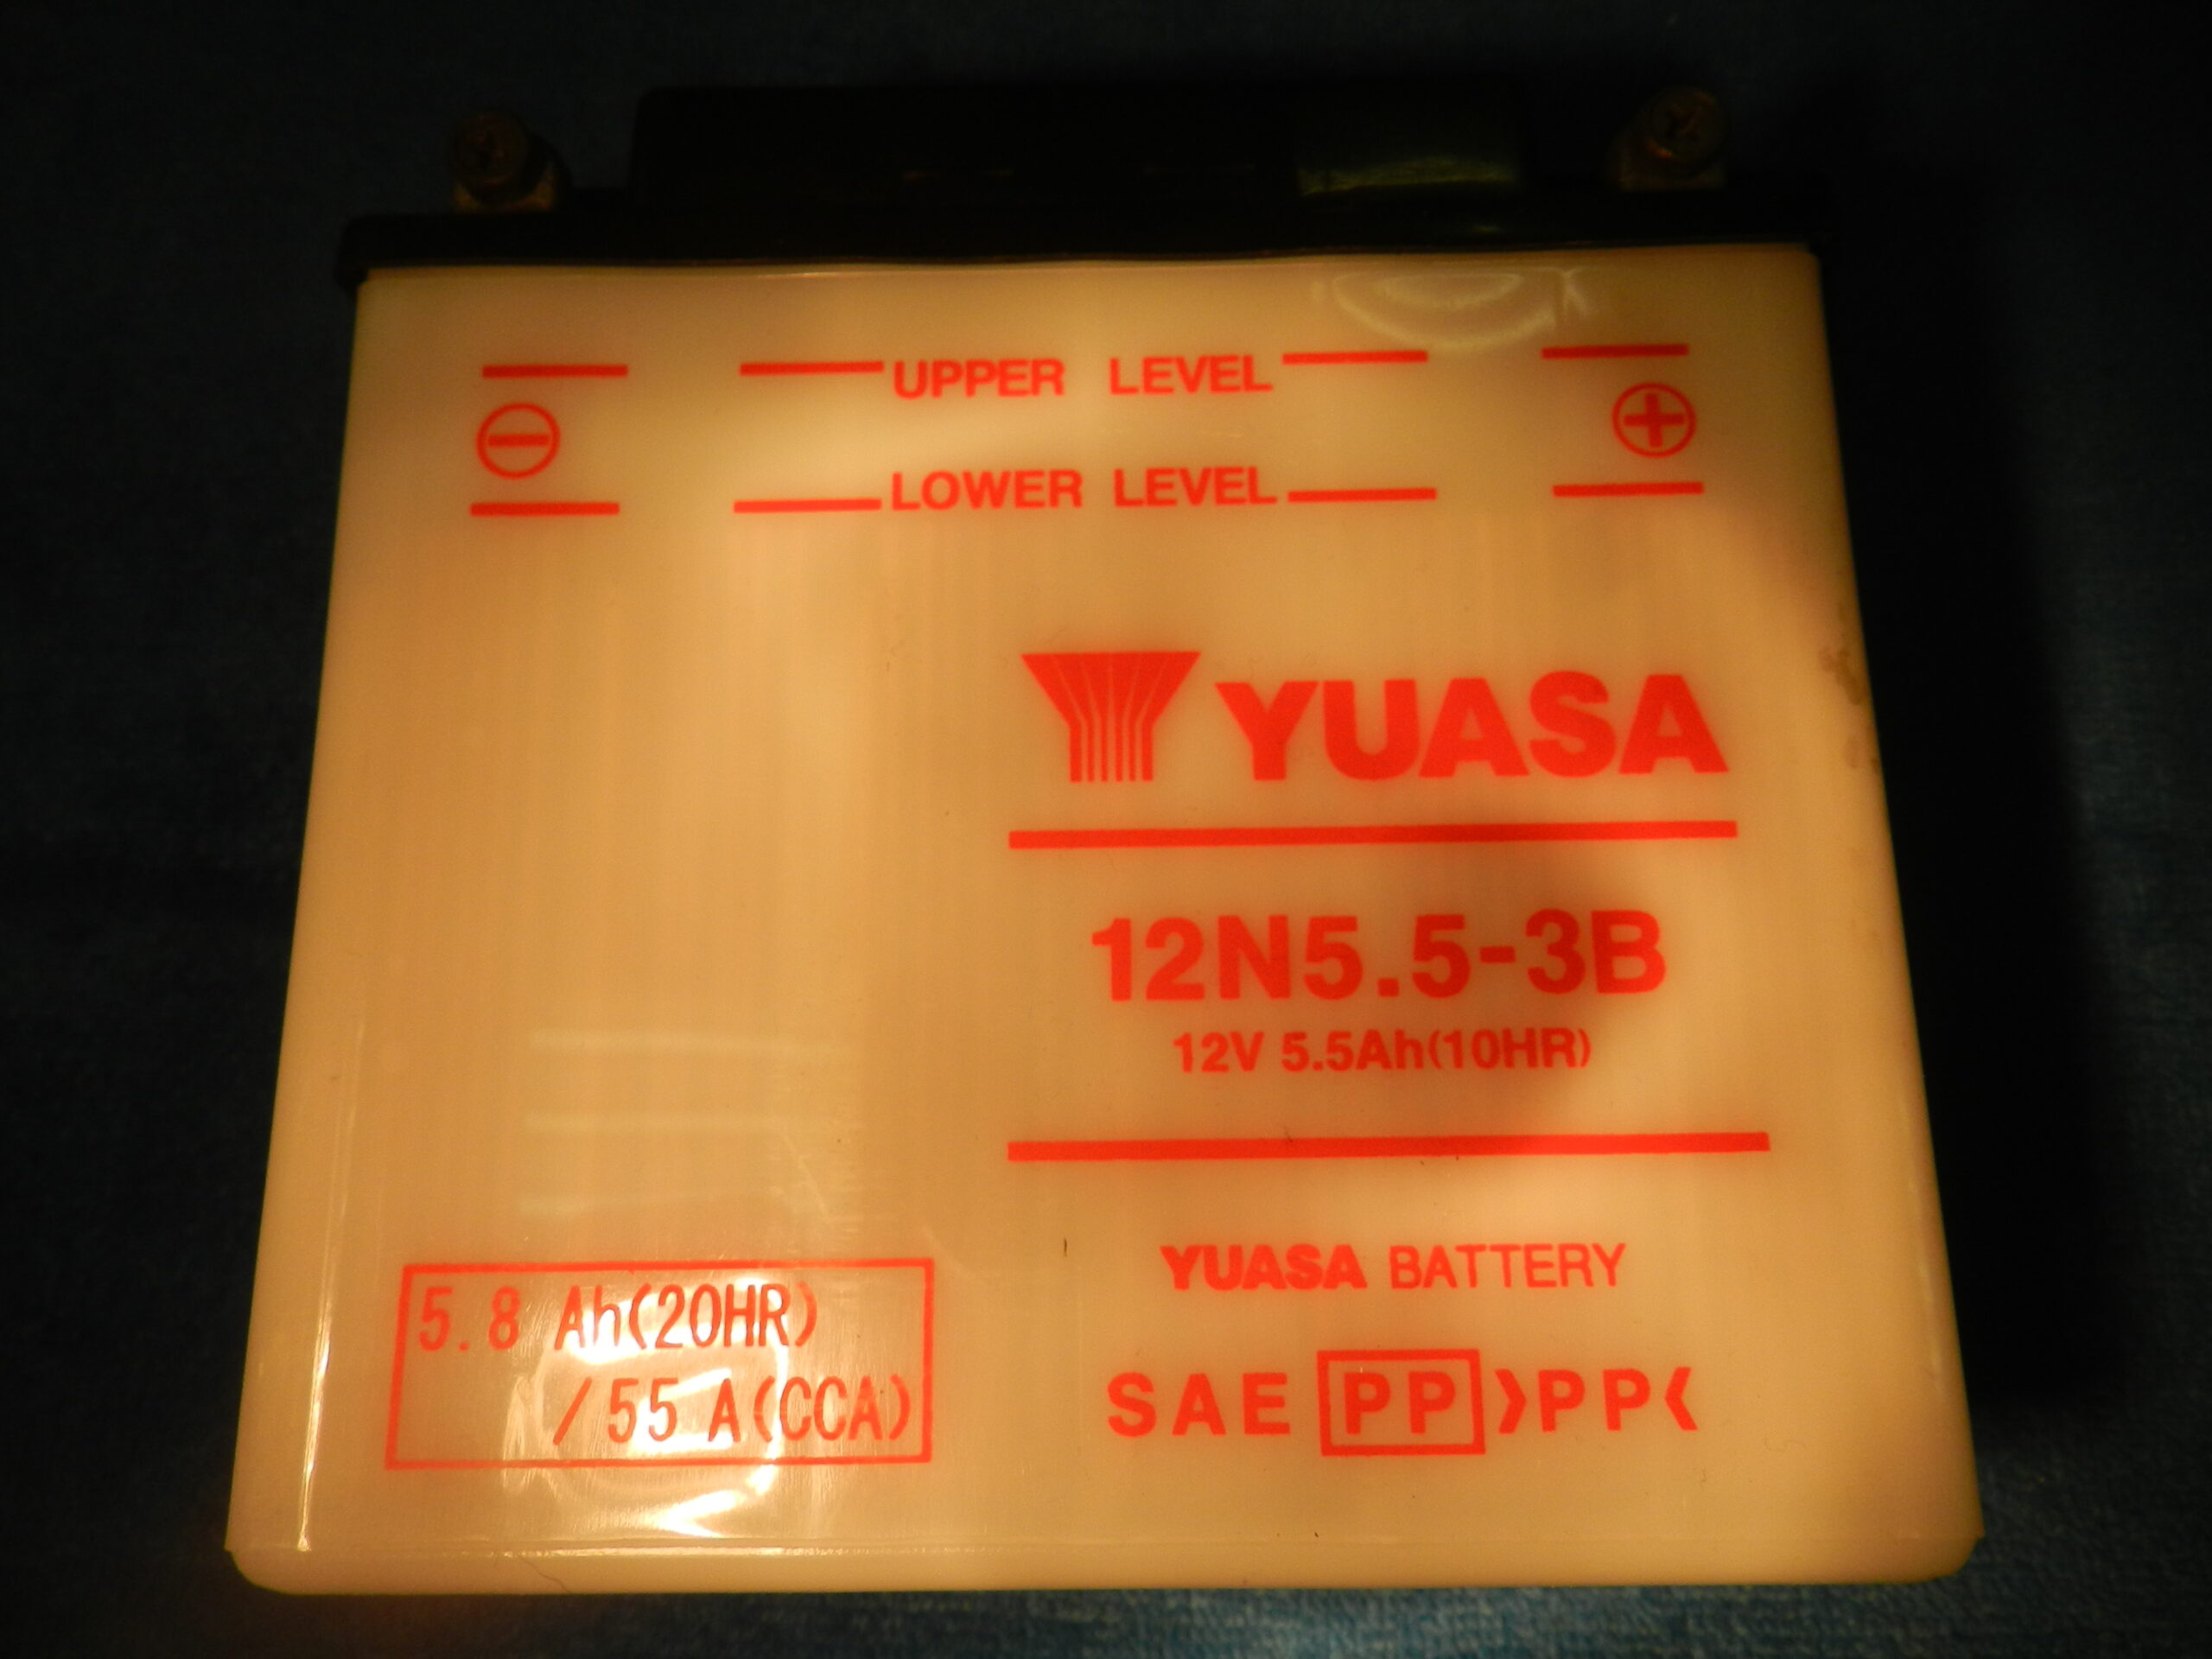 UPPER LEVEL
⊖ ⊕
LOWER LEVEL
YUASA
12N5.5-3B
12V 5.5Ah(10HR)
YUASA BATTERY
5.8 Ah(20HR)
/55 A(CCA)
SAE PP >PP<